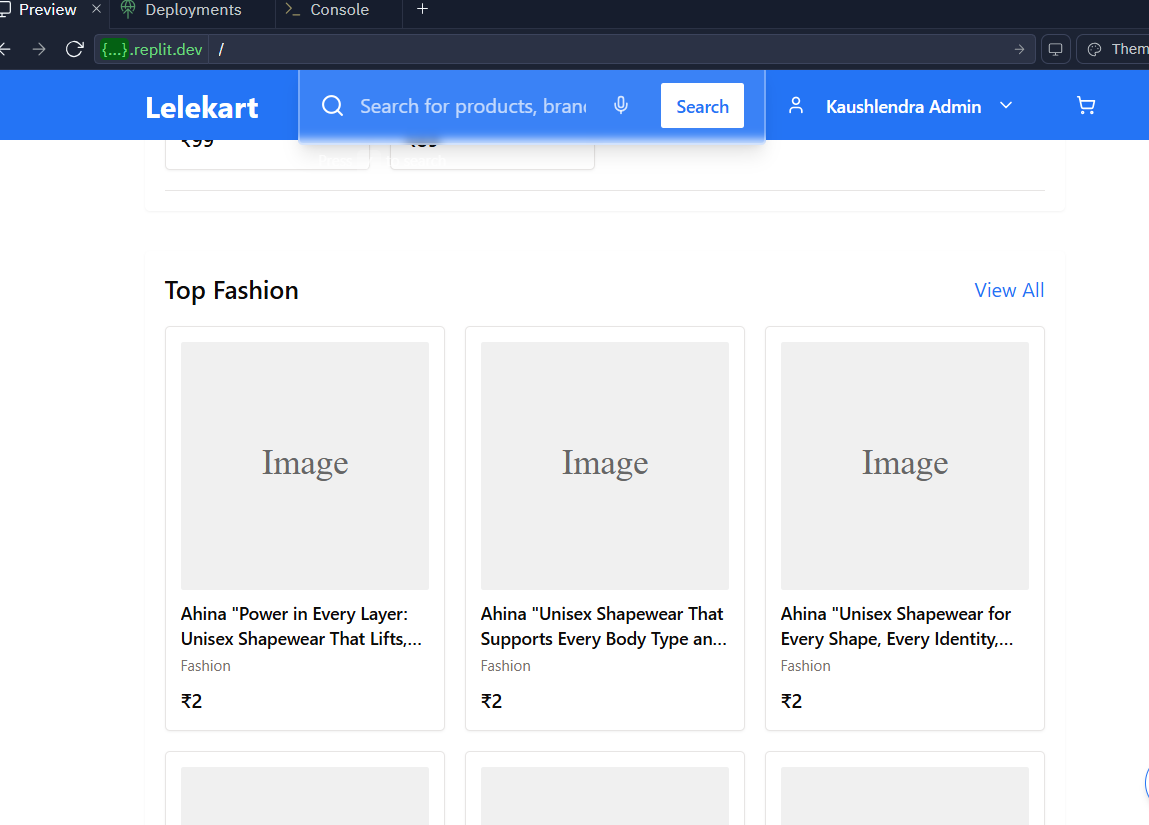 Preview
Deployments
Console
{...}.replit.dev /
Them
Lelekart
Search for products, bran
Search
Kaushlendra Admin
₹99
Top Fashion
View All
Image
Image
Image
Ahina "Power in Every Layer:
Unisex Shapewear That Lifts,...
Fashion
₹2
Ahina "Unisex Shapewear That
Supports Every Body Type an...
Fashion
₹2
Ahina "Unisex Shapewear for
Every Shape, Every Identity,...
Fashion
₹2